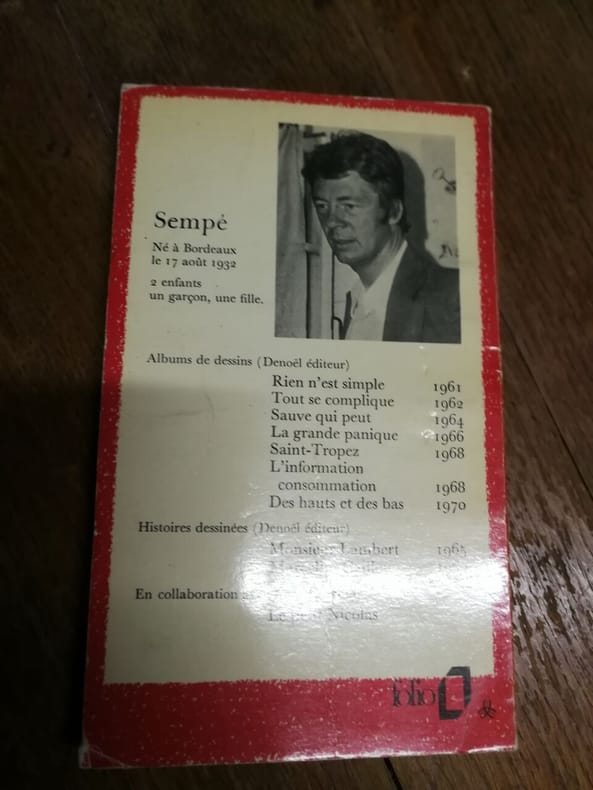 Sempé
Né à Bordeaux
le 17 août 1932
2 enfants
un garçon, une fille.
Albums de dessins (Denoël éditeur)
Rien n'est simple 1961
Tout se complique 1962
Sauve qui peut 1964
La grande panique 1966
Saint-Tropez 1968
L'information
consommation 1968
Des hauts et des bas 1970
Histoires dessinées (Denoël éditeur)
Monsieur Lambert 1965
En collaboration
Le petit Nicolas
folio